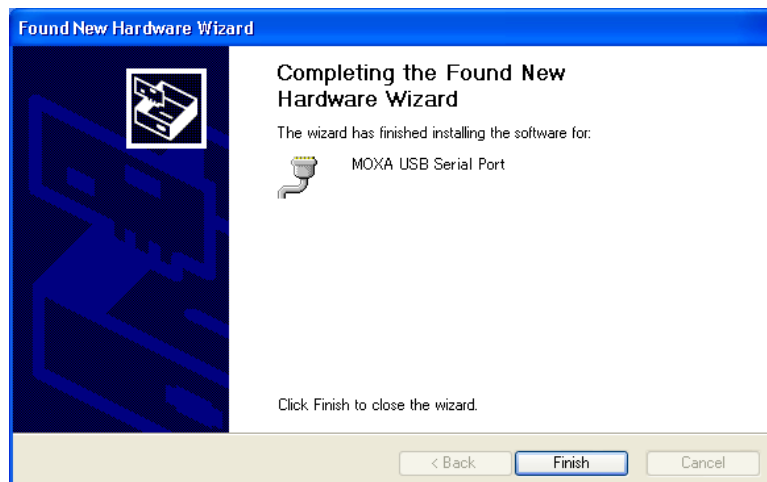 Found New Hardware Wizard
Completing the Found New
Hardware Wizard
The wizard has finished installing the software for:
MOXA USB Serial Port
Click Finish to close the wizard.
< Back
Finish
Cancel